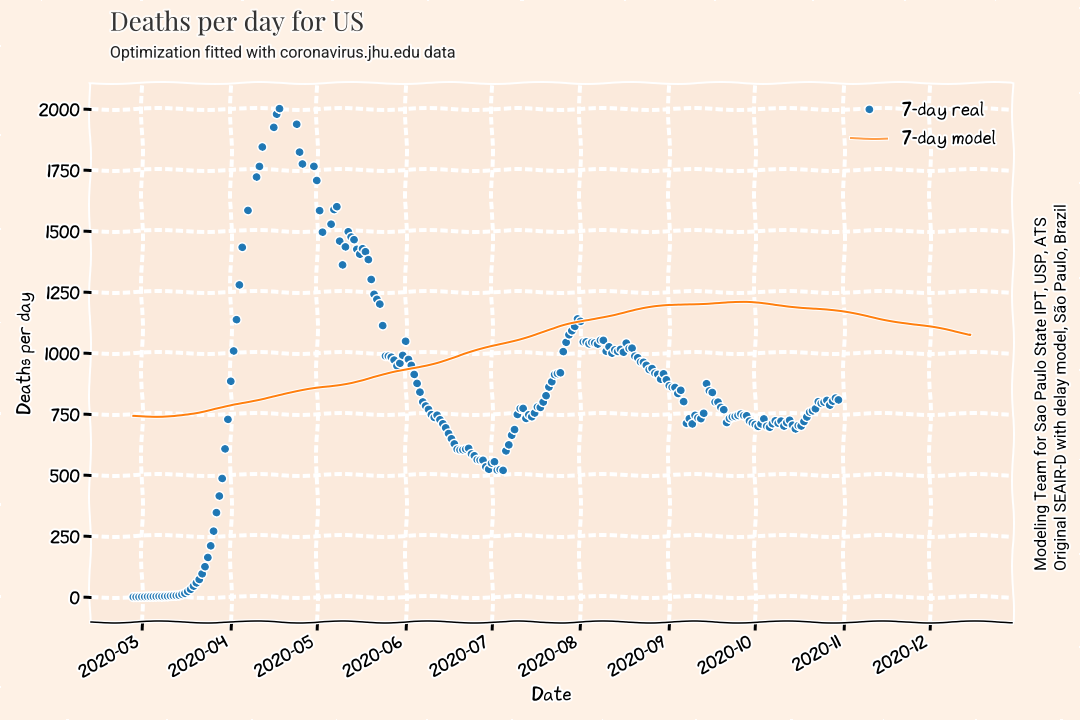 Deaths per day for US
Optimization fitted with coronavirus.jhu.edu data
7-day real
7-day model
Deaths per day
2000
1750
1500
1250
1000
750
500
250
0
2020-03
2020-04
2020-05
2020-06
2020-07
2020-08
2020-09
2020-10
2020-11
2020-12
Date
Modeling Team for Sao Paulo State IPT, USP, ATS
Original SEAIR-D with delay model, São Paulo, Brazil